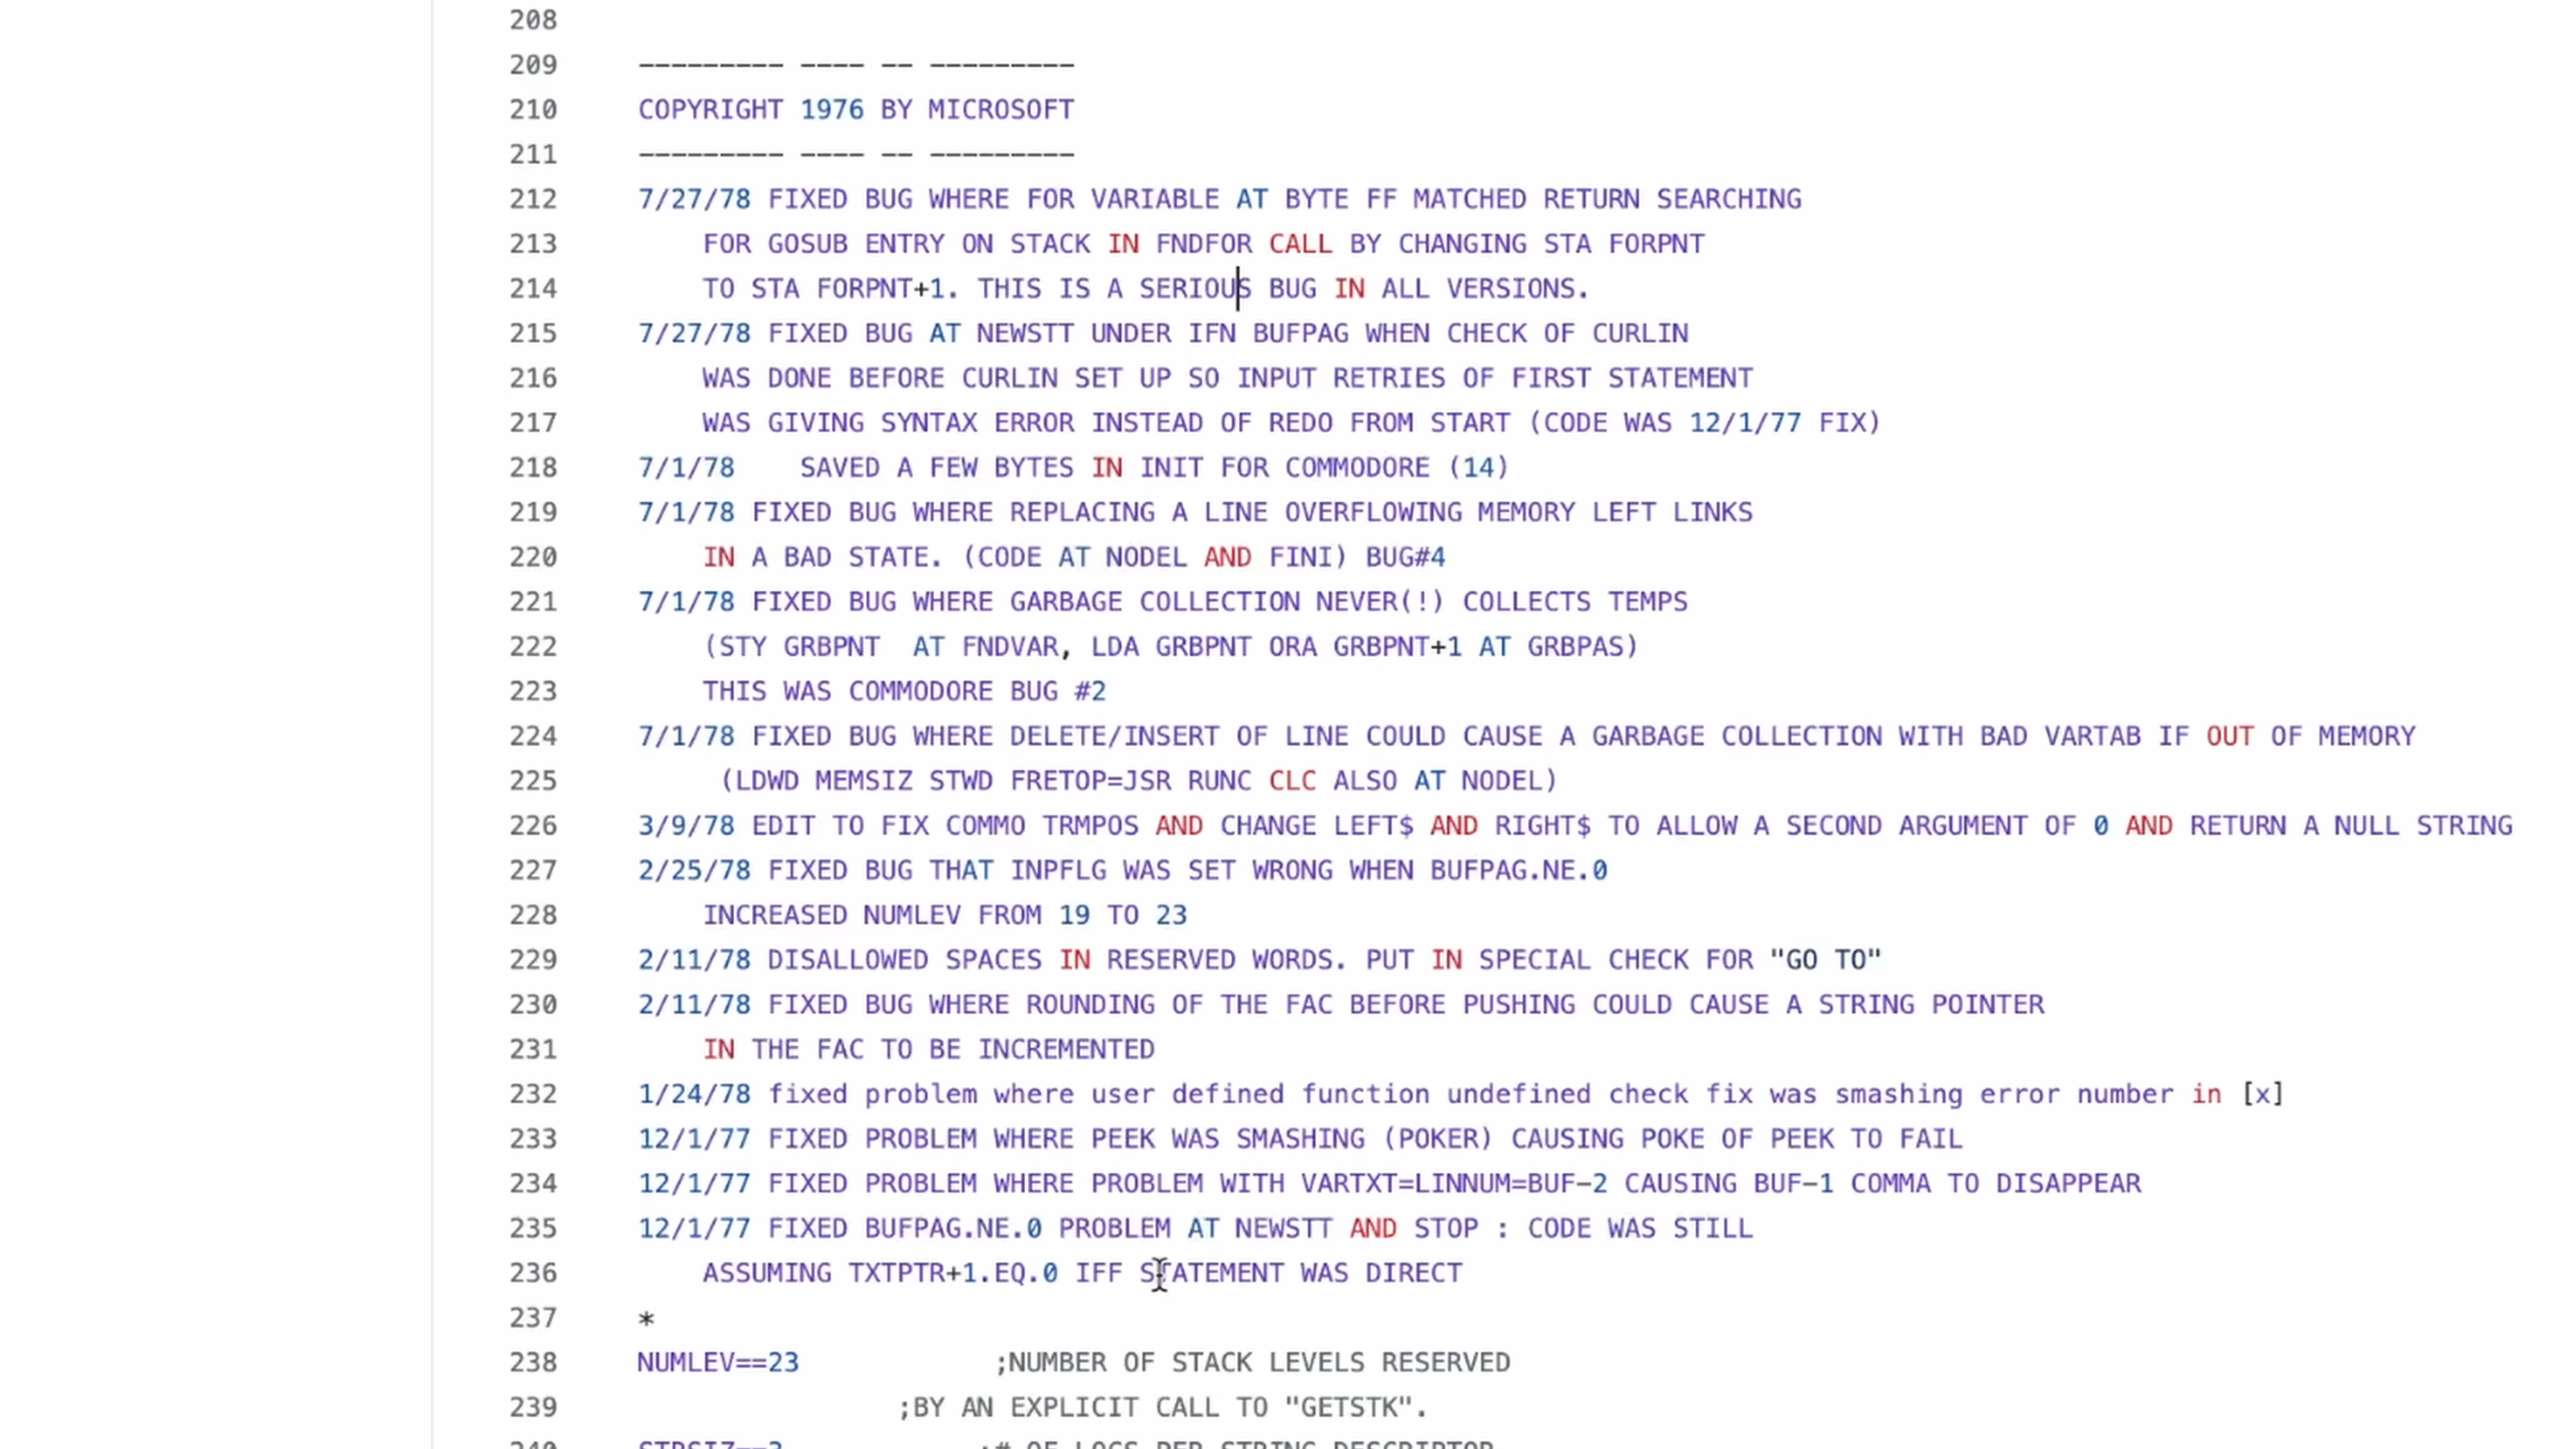 208
209 --------- ---- -- ---------
210 COPYRIGHT 1976 BY MICROSOFT
211 --------- ---- -- ---------
212 7/27/78 FIXED BUG WHERE FOR VARIABLE AT BYTE FF MATCHED RETURN SEARCHING
213 FOR GOSUB ENTRY ON STACK IN FNDFOR CALL BY CHANGING STA FORPNT
214 TO STA FORPNT+1. THIS IS A SERIOUS BUG IN ALL VERSIONS.
215 7/27/78 FIXED BUG AT NEWSTT UNDER IFN BUFPAG WHEN CHECK OF CURLIN
216 WAS DONE BEFORE CURLIN SET UP SO INPUT RETRIES OF FIRST STATEMENT
217 WAS GIVING SYNTAX ERROR INSTEAD OF REDO FROM START (CODE WAS 12/1/77 FIX)
218 7/1/78 SAVED A FEW BYTES IN INIT FOR COMMODORE (14)
219 7/1/78 FIXED BUG WHERE REPLACING A LINE OVERFLOWING MEMORY LEFT LINKS
220 IN A BAD STATE. (CODE AT NODEL AND FINI) BUG#4
221 7/1/78 FIXED BUG WHERE GARBAGE COLLECTION NEVER(!) COLLECTS TEMPS
222 (STY GRBPNT  AT FNDVAR, LDA GRBPNT ORA GRBPNT+1 AT GRBPAS)
223 THIS WAS COMMODORE BUG #2
224 7/1/78 FIXED BUG WHERE DELETE/INSERT OF LINE COULD CAUSE A GARBAGE COLLECTION WITH BAD VARTAB IF OUT OF MEMORY
225 (LDWD MEMSIZ STWD FRETOP=JSR RUNC CLC ALSO AT NODEL)
226 3/9/78 EDIT TO FIX COMMO TRMPOS AND CHANGE LEFT$ AND RIGHT$ TO ALLOW A SECOND ARGUMENT OF 0 AND RETURN A NULL STRING
227 2/25/78 FIXED BUG THAT INPFLG WAS SET WRONG WHEN BUFPAG.NE.0
228 INCREASED NUMLEV FROM 19 TO 23
229 2/11/78 DISALLOWED SPACES IN RESERVED WORDS. PUT IN SPECIAL CHECK FOR "GO TO"
230 2/11/78 FIXED BUG WHERE ROUNDING OF THE FAC BEFORE PUSHING COULD CAUSE A STRING POINTER
231 IN THE FAC TO BE INCREMENTED
232 1/24/78 fixed problem where user defined function undefined check fix was smashing error number in [x]
233 12/1/77 FIXED PROBLEM WHERE PEEK WAS SMASHING (POKER) CAUSING POKE OF PEEK TO FAIL
234 12/1/77 FIXED PROBLEM WHERE PROBLEM WITH VARTXT=LINNUM=BUF-2 CAUSING BUF-1 COMMA TO DISAPPEAR
235 12/1/77 FIXED BUFPAG.NE.0 PROBLEM AT NEWSTT AND STOP : CODE WAS STILL
236 ASSUMING TXTPTR+1.EQ.0 IFF STATEMENT WAS DIRECT
237 *
238 NUMLEV==23 ;NUMBER OF STACK LEVELS RESERVED
239 ;BY AN EXPLICIT CALL TO "GETSTK".
240 STRSIZ==3 ;# OF LOCS PER STRING DESCRIPTOR